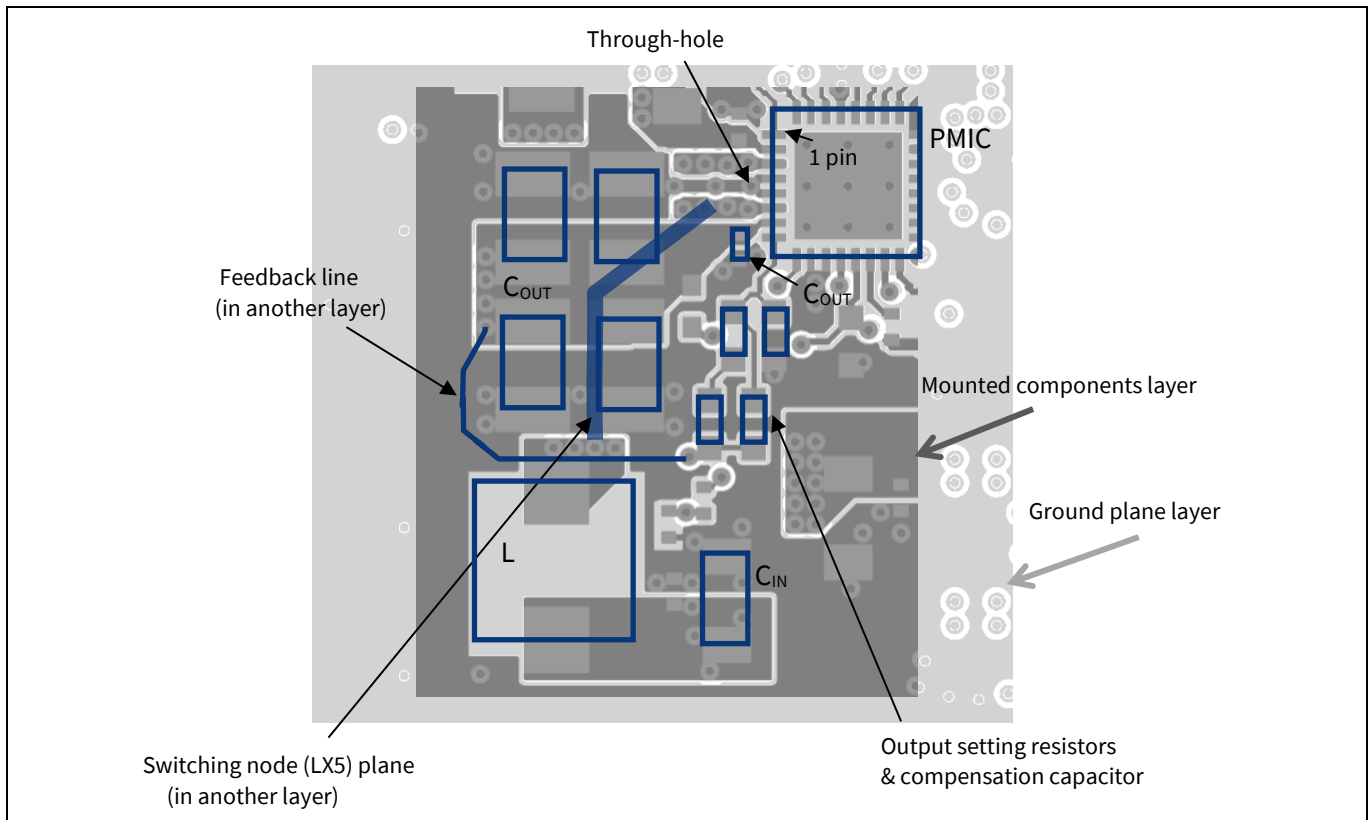 Through-hole
PMIC
1 pin
Feedback line
(in another layer)
COUT
COUT
Mounted components layer
Ground plane layer
L
CIN
Switching node (LX5) plane
(in another layer)
Output setting resistors
& compensation capacitor